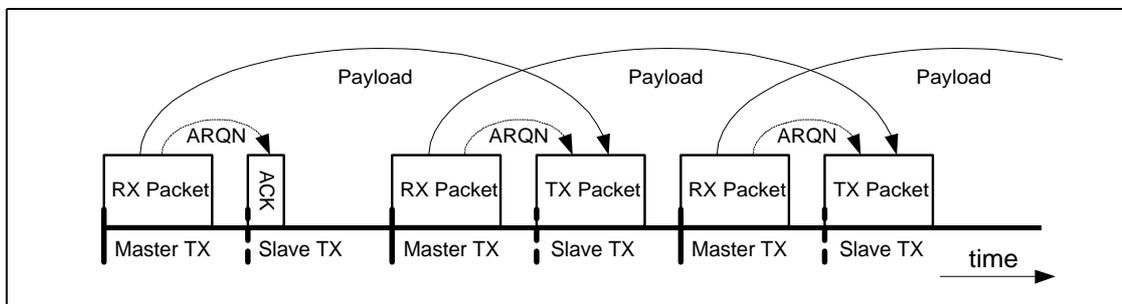 Payload Payload Payload
ARQN ARQN ARQN
RX Packet ACK RX Packet TX Packet RX Packet TX Packet
Master TX Slave TX Master TX Slave TX Master TX Slave TX
time